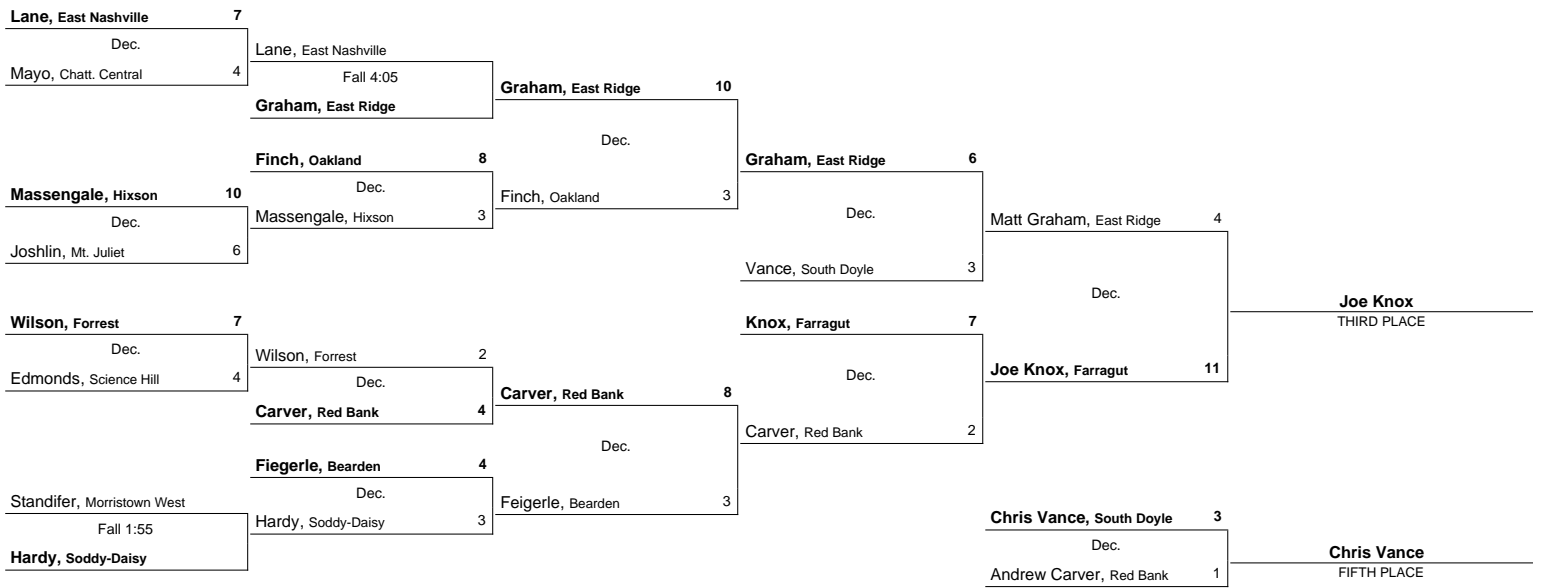 Lane, East Nashville 7
Dec.
Mayo, Chatt. Central 4
Massengale, Hixson 10
Dec.
Joshlin, Mt. Juliet 6
Wilson, Forrest 7
Dec.
Edmonds, Science Hill 4
Standifer, Morristown West
Fall 1:55
Hardy, Soddy-Daisy
Lane, East Nashville
Fall 4:05
Graham, East Ridge
Finch, Oakland 8
Dec.
Massengale, Hixson 3
Wilson, Forrest 2
Dec.
Carver, Red Bank 4
Fiegerle, Bearden 4
Dec.
Hardy, Soddy-Daisy 3
Graham, East Ridge 10
Dec.
Finch, Oakland 3
Carver, Red Bank 8
Dec.
Feigerle, Bearden 3
Graham, East Ridge 6
Dec.
Vance, South Doyle 3
Knox, Farragut 7
Dec.
Carver, Red Bank 2
Matt Graham, East Ridge 4
Dec.
Joe Knox, Farragut 11
Chris Vance, South Doyle 3
Dec.
Andrew Carver, Red Bank 1
Joe Knox
THIRD PLACE
Chris Vance
FIFTH PLACE